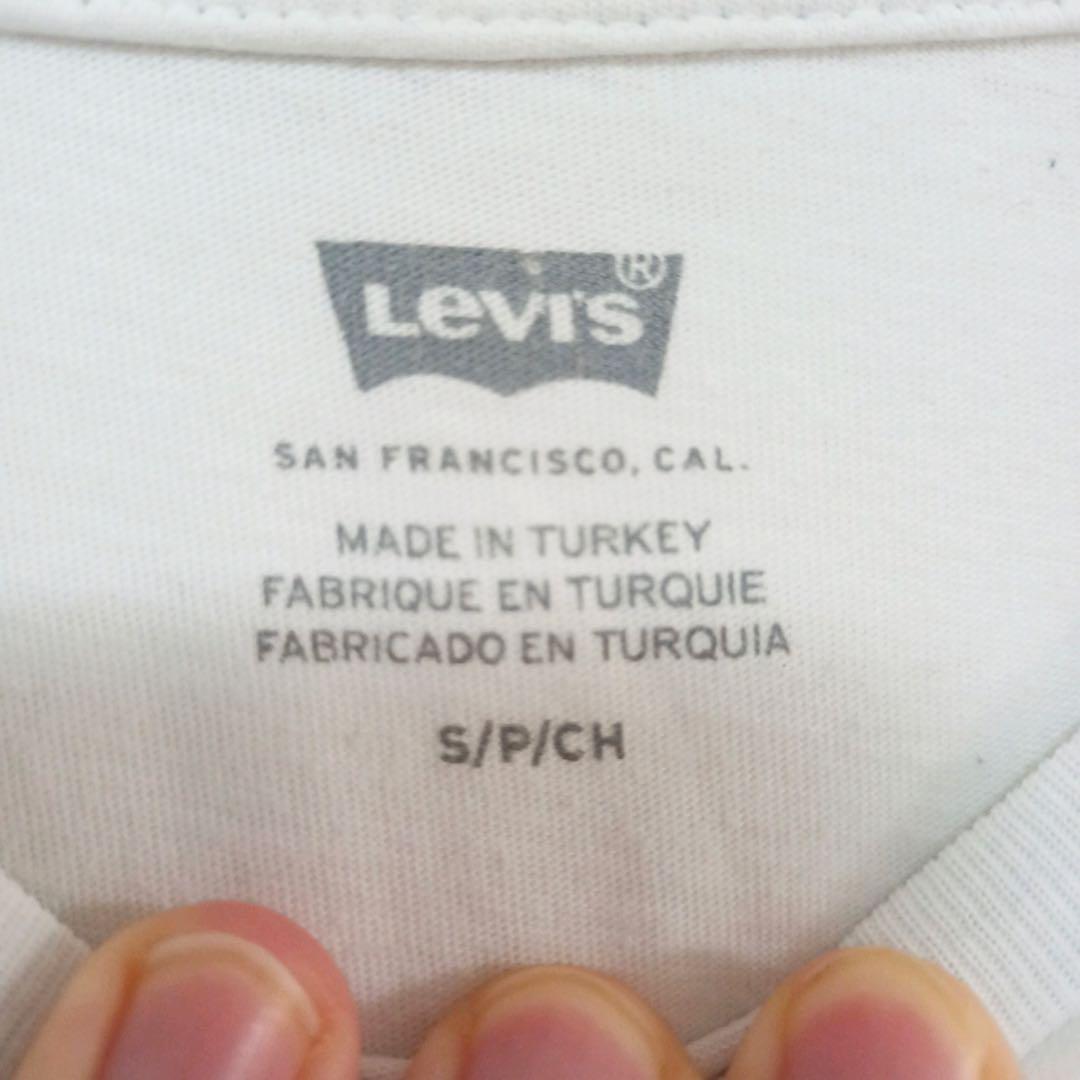 Levi's®
SAN FRANCISCO, CAL.
MADE IN TURKEY
FABRIQUE EN TURQUIE
FABRICADO EN TURQUIA
S/P/CH